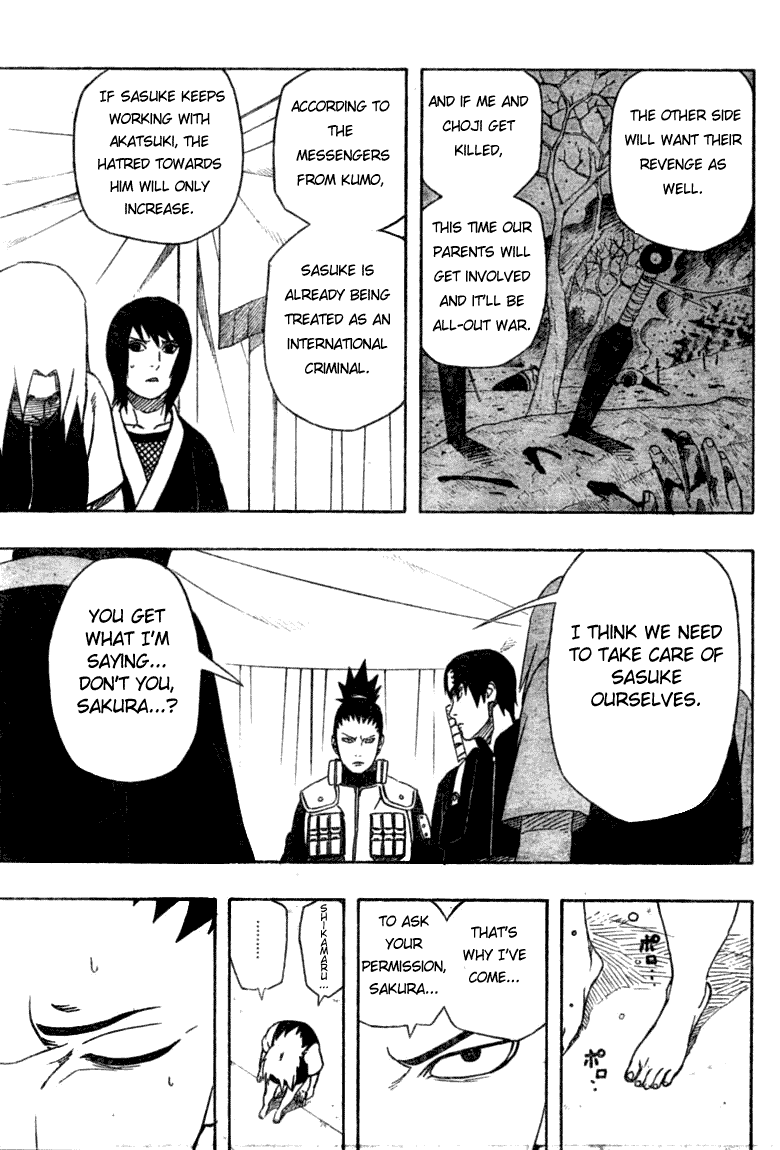 THE OTHER SIDE
WILL WANT THEIR
REVENGE AS
WELL.
AND IF ME AND
CHOJI GET
KILLED,
THIS TIME OUR
PARENTS WILL
GET INVOLVED
AND IT'LL BE
ALL-OUT WAR.
ACCORDING TO
THE
MESSENGERS
FROM KUMO,
SASUKE IS
ALREADY BEING
TREATED AS AN
INTERNATIONAL
CRIMINAL.
IF SASUKE KEEPS
WORKING WITH
AKATSUKI, THE
HATRED TOWARDS
HIM WILL ONLY
INCREASE.
I THINK WE NEED
TO TAKE CARE OF
SASUKE
OURSELVES.
YOU GET
WHAT I'M
SAYING...
DON'T YOU,
SAKURA...?
ポロ...
ポロ...
THAT'S
WHY I'VE
COME...
TO ASK
YOUR
PERMISSION,
SAKURA...
SHIKAMARU...
.........